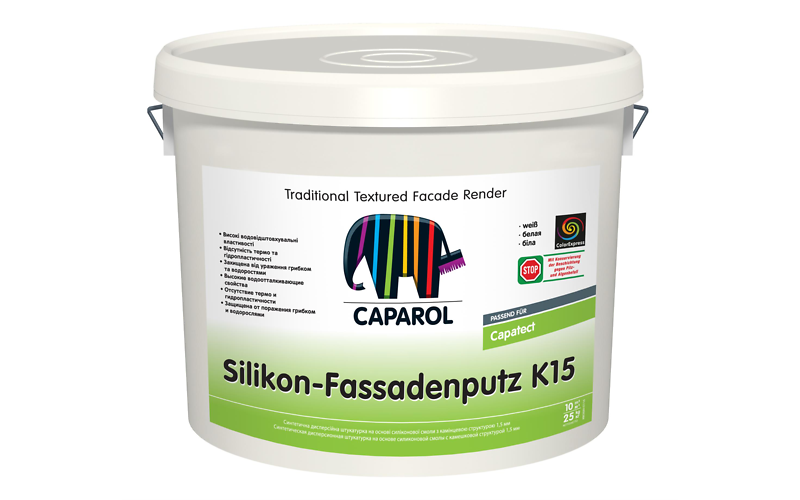 Traditional Textured Facade Render
• Високі водовідштовхувальні
властивості
• Відсутність термо та
гідропластичності
• Захищена від ураження грибком
та водоростями
• Высокие водоотталкивающие
свойства
• Отсутствие термо и
гидропластичности
• Защищена от поражения грибком
и водорослями
• weiß
• белая
• біла
ColorExpress
STOP
Mit Konservierung
der Beschichtung
gegen Pilz-
und Algenbefall
CAPAROL
PASSEND FÜR
Capatect
Silikon-Fassadenputz K15
Синтетична дисперсійна штукатурка на основі силіконової смоли з камінцевою структурою 1,5 мм
Синтетическая дисперсионная штукатурка на основе силиконовой смолы с камешковой структурой 1,5 мм
10
25